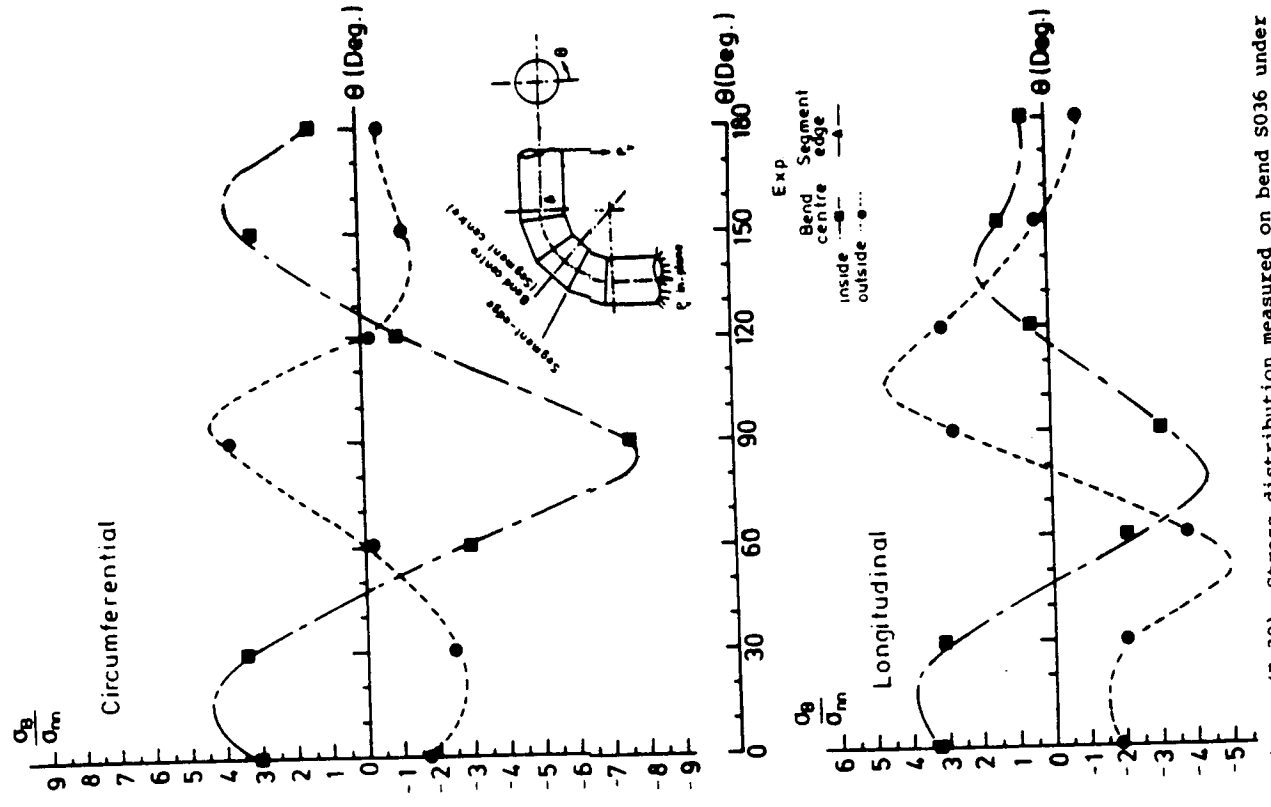 σB
σnn
Circumferential
9
8
7
6
5
4
3
2
1
0
-1
-2
-3
-4
-5
-6
-7
-8
-9
θ (Deg.)
θ
Segment-edge
Bend centre
(Segment centre)
in-plane
0
30
60
90
120
150
180
θ(Deg.)
Exp
Bend centre
Segment edge
inside
outside
σB
σnn
Longitudinal
6
5
4
3
2
1
0
-1
-2
-3
-4
-5
θ(Deg.)
Stress distribution measured on bend S036 under